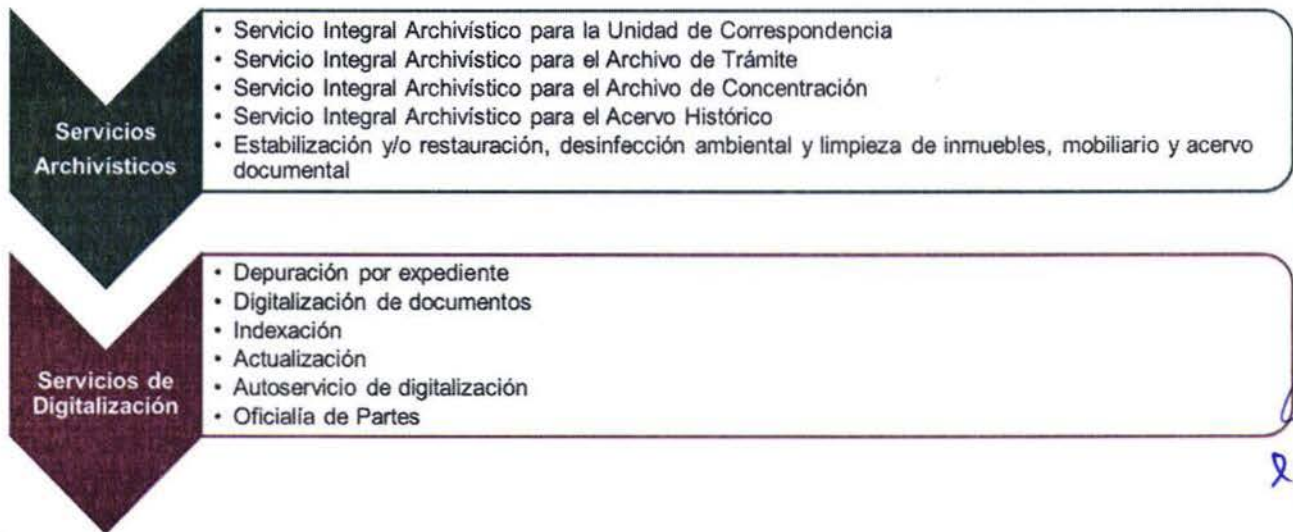 Servicios
Archivísticos
• Servicio Integral Archivístico para la Unidad de Correspondencia
• Servicio Integral Archivístico para el Archivo de Trámite
• Servicio Integral Archivístico para el Archivo de Concentración
• Servicio Integral Archivístico para el Acervo Histórico
• Estabilización y/o restauración, desinfección ambiental y limpieza de inmuebles, mobiliario y acervo
documental
Servicios de
Digitalización
• Depuración por expediente
• Digitalización de documentos
• Indexación
• Actualización
• Autoservicio de digitalización
• Oficialía de Partes